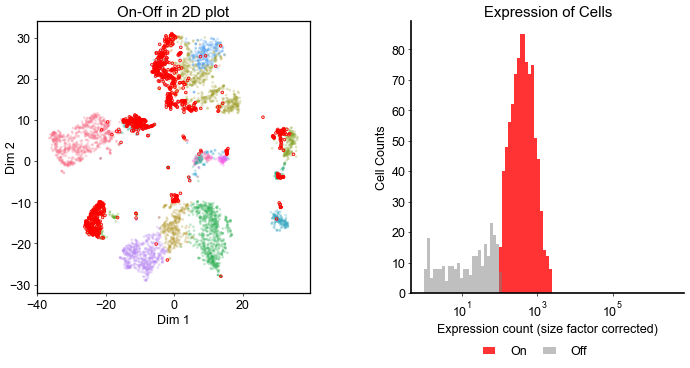 On-Off in 2D plot
30
20
10
0
−10
−20
−30
−40
−20
0
20
Dim 2
Dim 1
Expression of Cells
80
70
60
50
40
30
20
10
0
10^1
10^3
10^5
Cell Counts
Expression count (size factor corrected)
On
Off